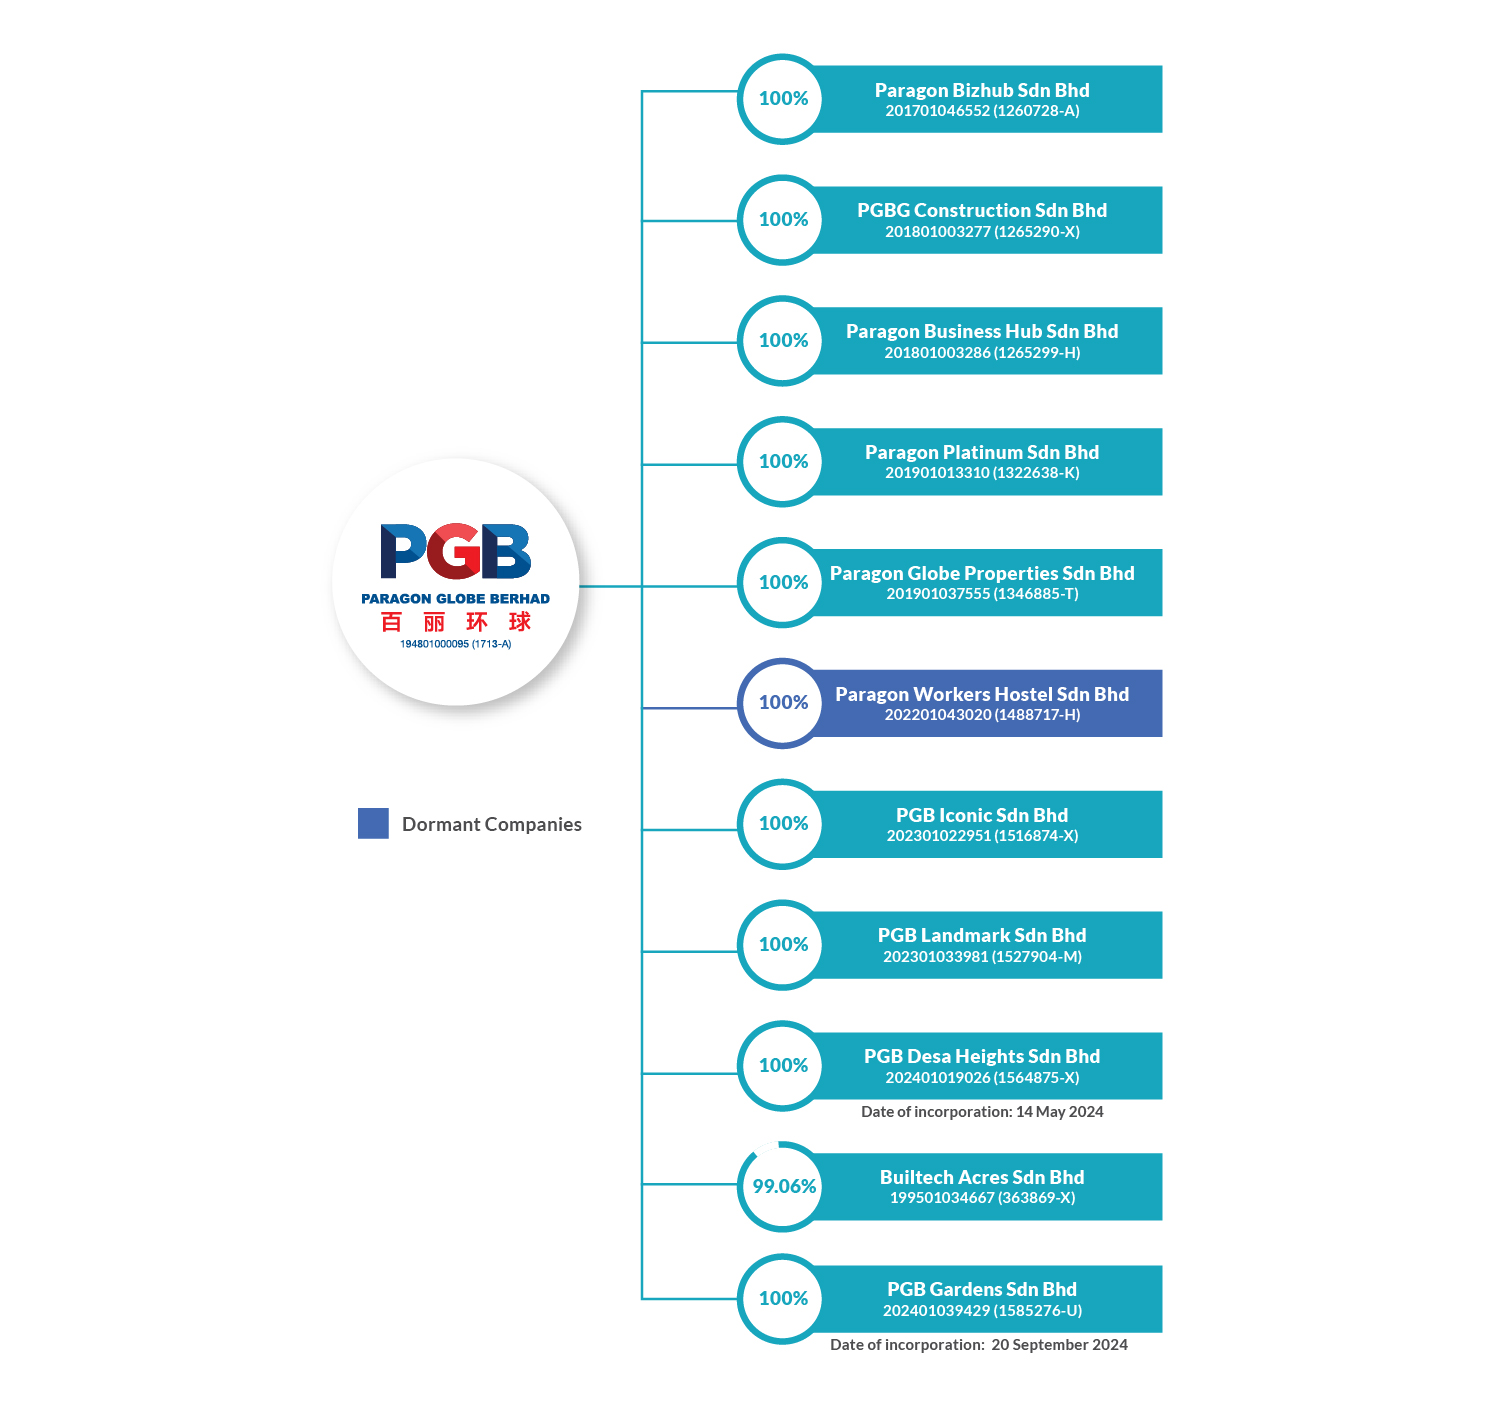 PGB
PARAGON GLOBE BERHAD
百丽环球
194801000095 (1713-A)
Dormant Companies
100%
Paragon Bizhub Sdn Bhd
201701046552 (1260728-A)
100%
PGBG Construction Sdn Bhd
201801003277 (1265290-X)
100%
Paragon Business Hub Sdn Bhd
201801003286 (1265299-H)
100%
Paragon Platinum Sdn Bhd
201901013310 (1322638-K)
100%
Paragon Globe Properties Sdn Bhd
201901037555 (1346885-T)
100%
Paragon Workers Hostel Sdn Bhd
202201043020 (1488717-H)
100%
PGB Iconic Sdn Bhd
202301022951 (1516874-X)
100%
PGB Landmark Sdn Bhd
202301033981 (1527904-M)
100%
PGB Desa Heights Sdn Bhd
202401019026 (1564875-X)
Date of incorporation: 14 May 2024
99.06%
Builtech Acres Sdn Bhd
199501034667 (363869-X)
100%
PGB Gardens Sdn Bhd
202401039429 (1585276-U)
Date of incorporation: 20 September 2024